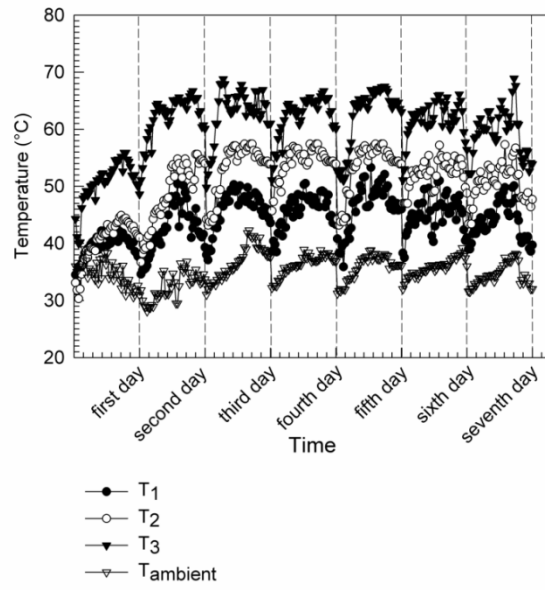 80
70
60
50
40
30
20
Temperature (°C)
first day
second day
third day
fourth day
fifth day
sixth day
seventh day
Time
T1
T2
T3
Tambient